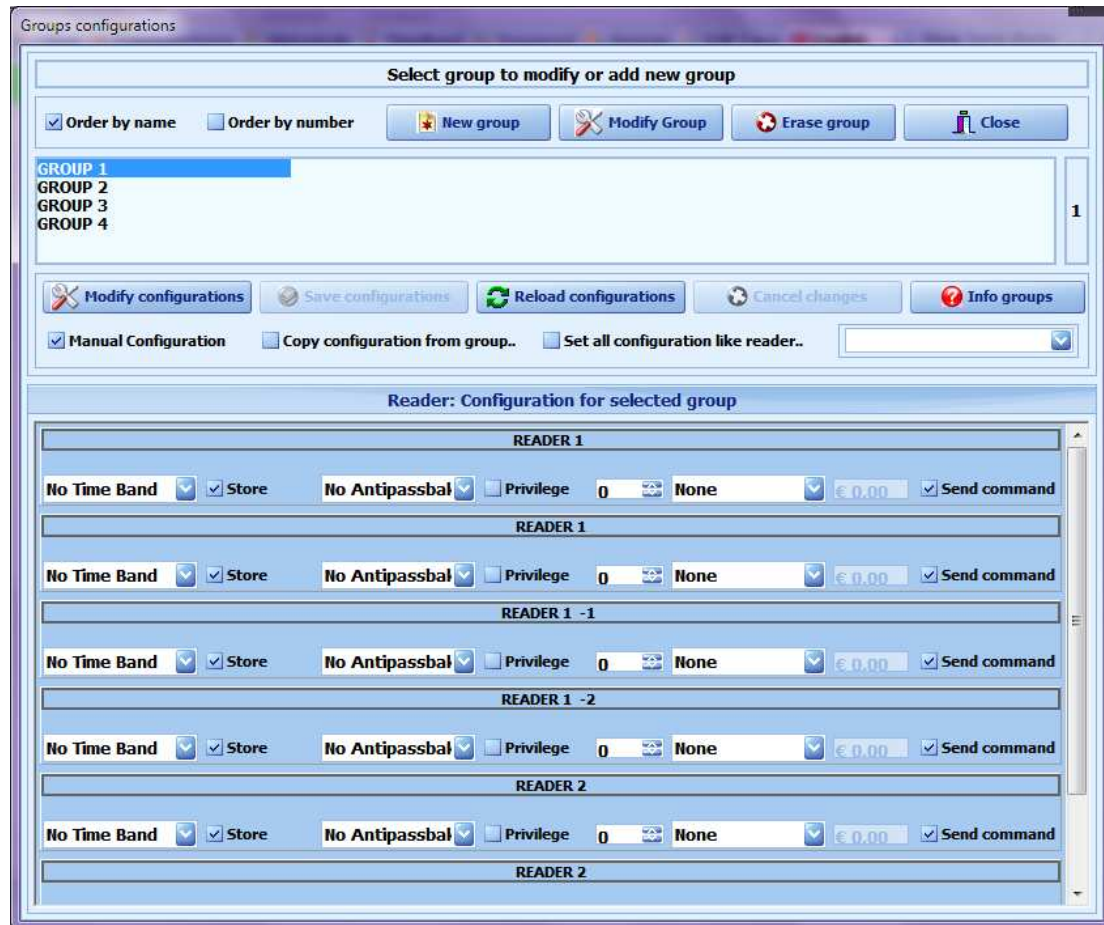 Groups configurations
Select group to modify or add new group
Order by name Order by number New group Modify Group Erase group Close
GROUP 1
GROUP 2
GROUP 3
GROUP 4
1
Modify configurations Save configurations Reload configurations Cancel changes Info groups
Manual Configuration Copy configuration from group.. Set all configuration like reader..
Reader: Configuration for selected group
READER 1
No Time Band Store No Antipassbak Privilege 0 None € 0,00 Send command
READER 1
No Time Band Store No Antipassbak Privilege 0 None € 0,00 Send command
READER 1 -1
No Time Band Store No Antipassbak Privilege 0 None € 0,00 Send command
READER 1 -2
No Time Band Store No Antipassbak Privilege 0 None € 0,00 Send command
READER 2
No Time Band Store No Antipassbak Privilege 0 None € 0,00 Send command
READER 2